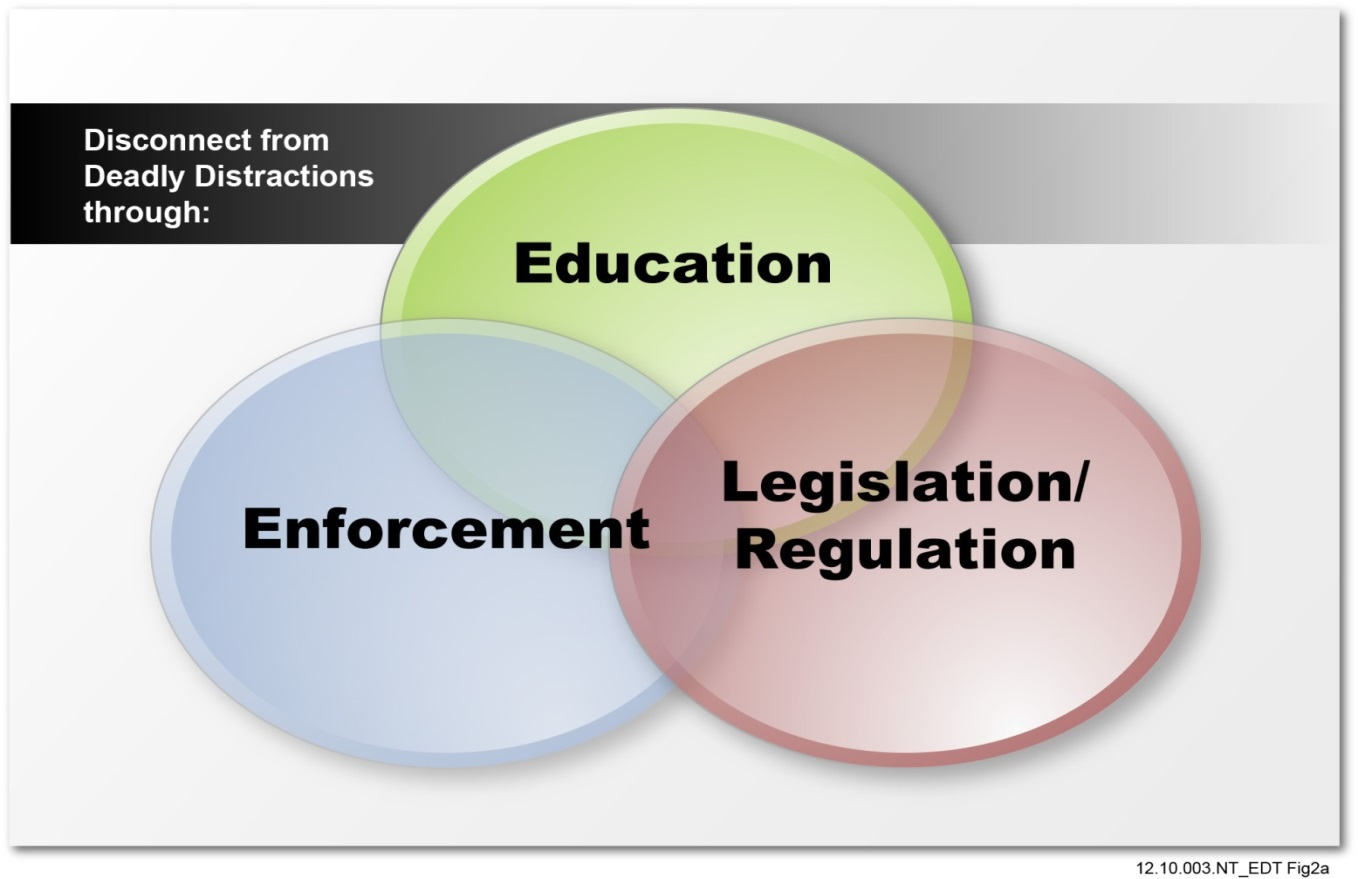 Disconnect from
Deadly Distractions
through:
Education
Enforcement
Legislation/
Regulation
12.10.003.NT_EDT Fig2a